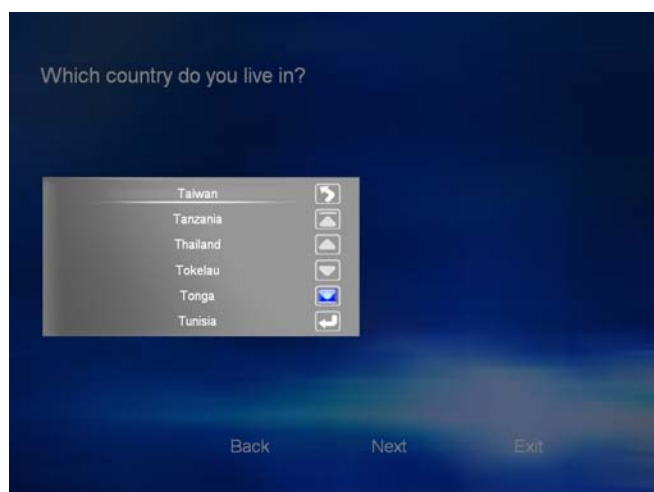 Which country do you live in?
Taiwan
Tanzania
Thailand
Tokelau
Tonga
Tunisia
Back Next Exit